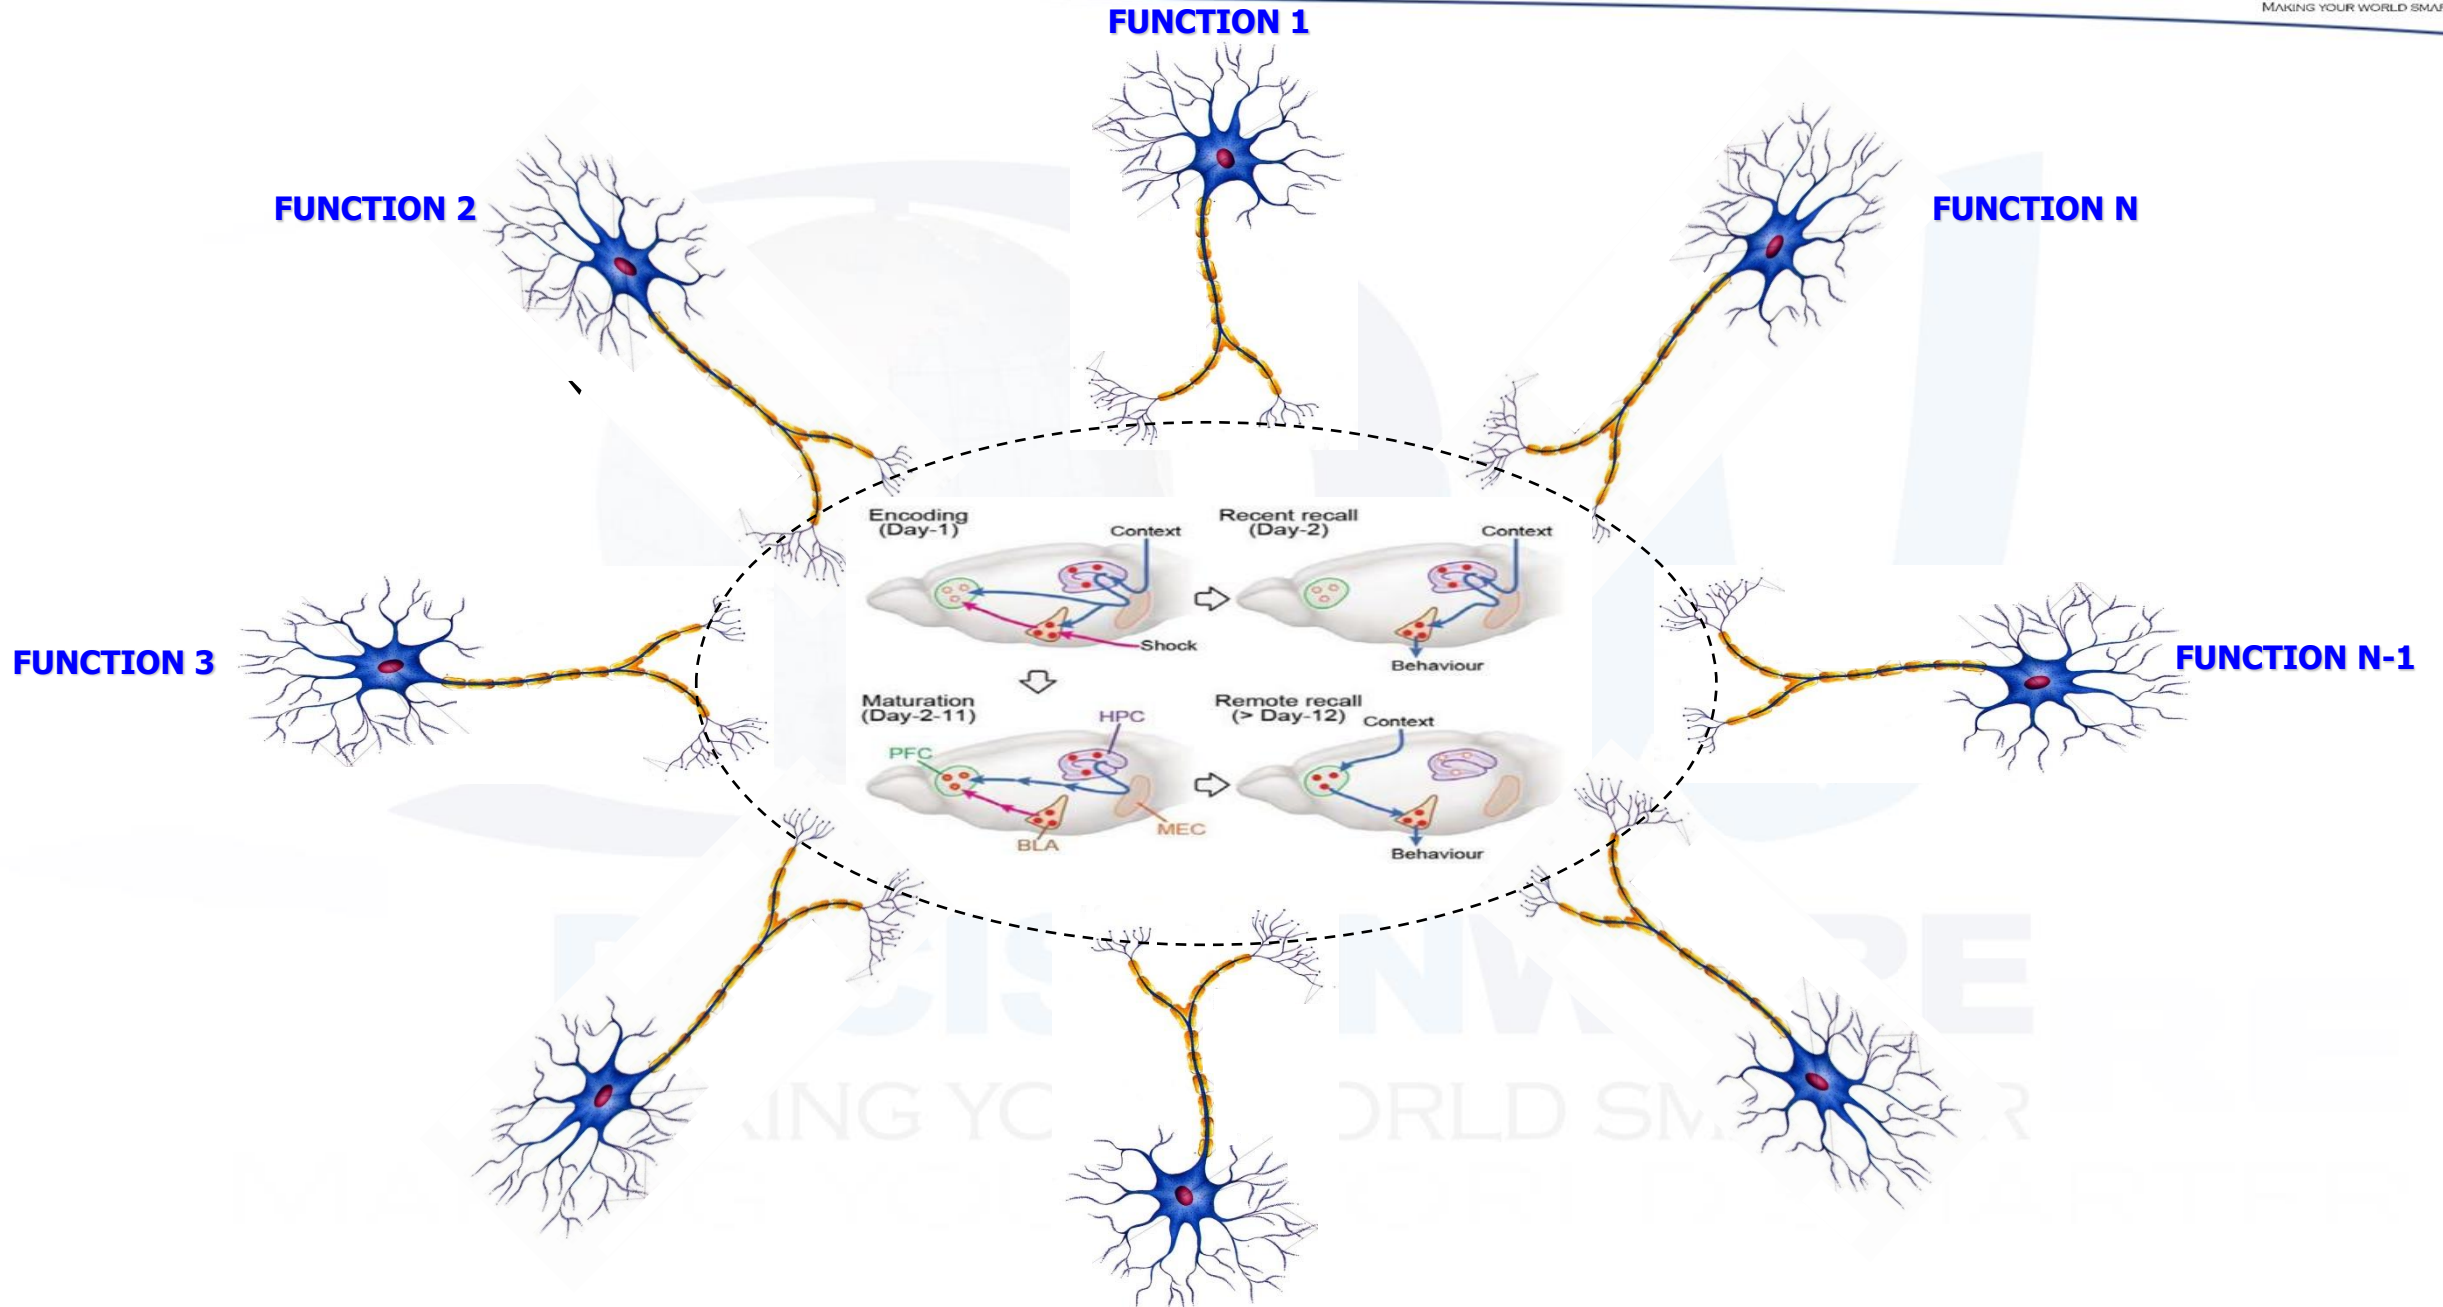 MAKING YOUR WORLD SMAR
FUNCTION 1
FUNCTION 2
FUNCTION N
Encoding
(Day-1)
Context
Shock
Recent recall
(Day-2)
Context
Behaviour
FUNCTION 3
FUNCTION N-1
Maturation
(Day-2-11)
HPC
PFC
BLA
MEC
Remote recall
(> Day-12)
Context
Behaviour